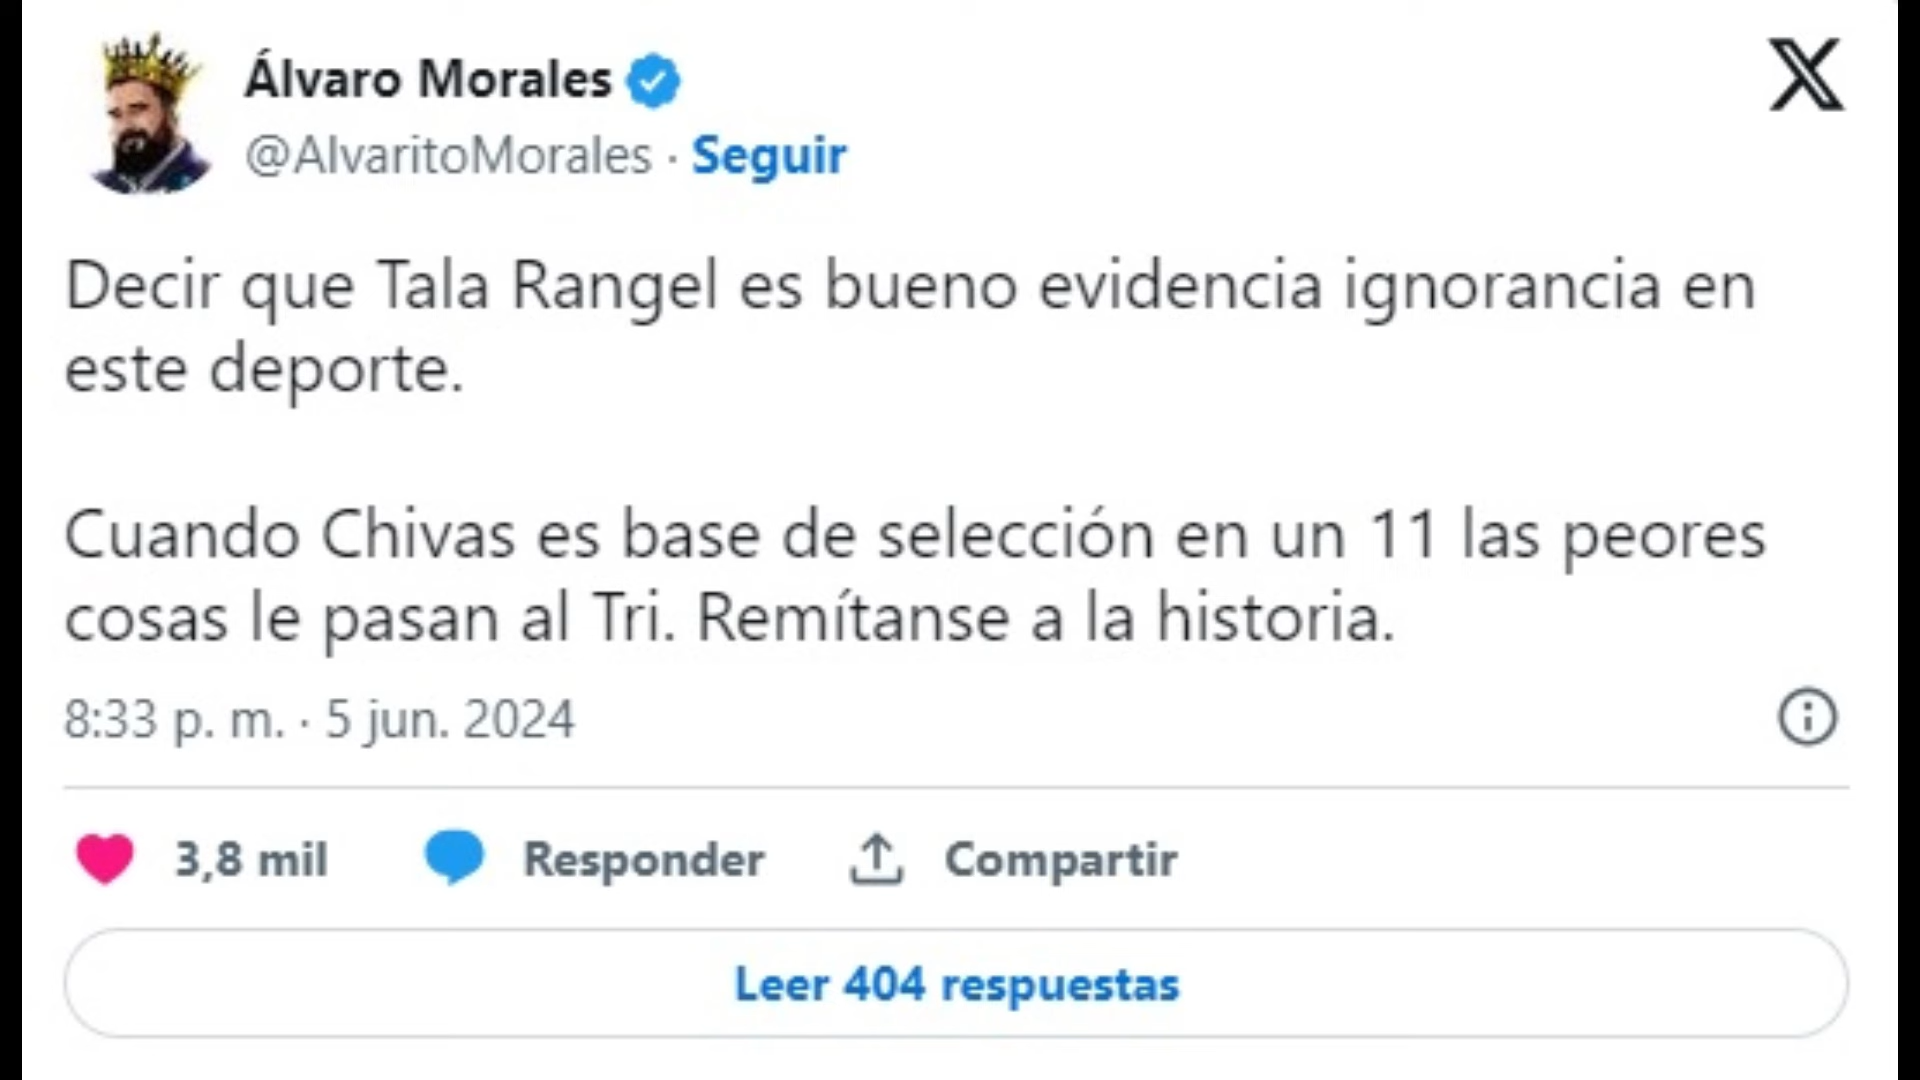 Álvaro Morales
X
@AlvaritoMorales · Seguir
Decir que Tala Rangel es bueno evidencia ignorancia en
este deporte.
Cuando Chivas es base de selección en un 11 las peores
cosas le pasan al Tri. Remítanse a la historia.
8:33 p. m. · 5 jun. 2024
3,8 mil Responder Compartir
Leer 404 respuestas